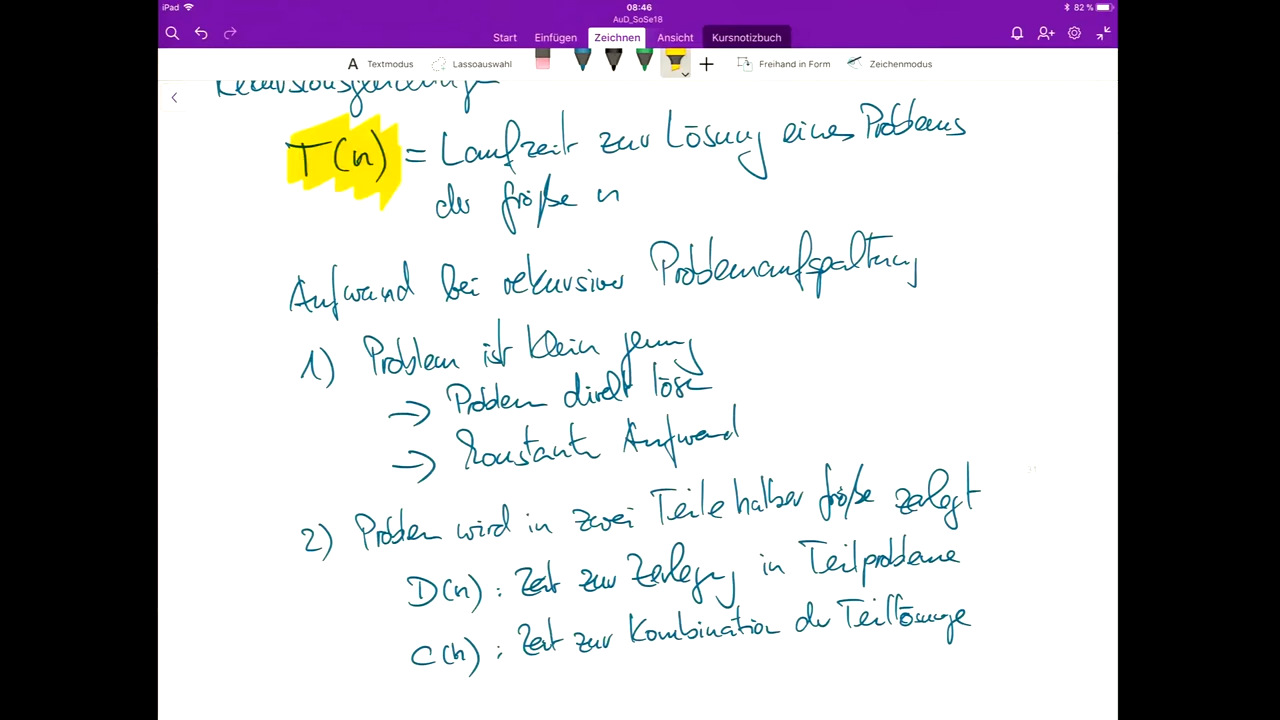 iPad 08:46 82 %
AuD_SoSe18
Start Einfügen Zeichnen Ansicht Kursnotizbuch
Textmodus Lassoauswahl Freihand in Form Zeichenmodus
T(n) = Laufzeit zur Lösung eines Problems
der Größe n
Aufwand bei rekursiver Problemaufspaltung
1) Problem ist klein genug
→ Problem direkt lösen
→ konstanter Aufwand
2) Problem wird in zwei Teile halber Größe zerlegt
D(n) : Zeit zur Zerlegung in Teilprobleme
C(n) : Zeit zur Kombination der Teillösungen